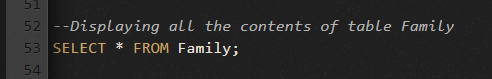 51
52 --Displaying all the contents of table Family
53 SELECT * FROM Family;
54